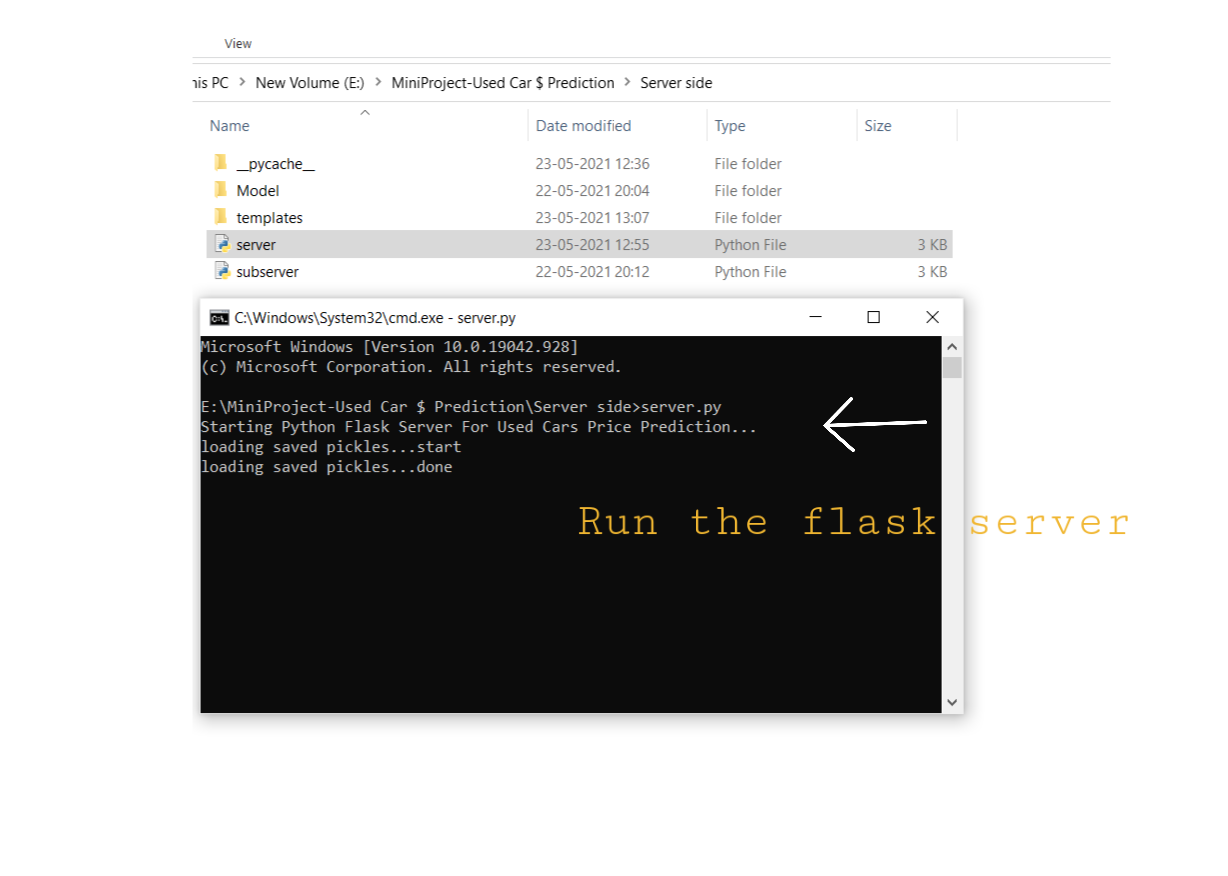 View
his PC > New Volume (E:) > MiniProject-Used Car $ Prediction > Server side
Name Date modified Type Size
__pycache__ 23-05-2021 12:36 File folder
Model 22-05-2021 20:04 File folder
templates 23-05-2021 13:07 File folder
server 23-05-2021 12:55 Python File 3 KB
subserver 22-05-2021 20:12 Python File 3 KB
C:\Windows\System32\cmd.exe - server.py
Microsoft Windows [Version 10.0.19042.928]
(c) Microsoft Corporation. All rights reserved.
E:\MiniProject-Used Car $ Prediction\Server side>server.py
Starting Python Flask Server For Used Cars Price Prediction...
loading saved pickles...start
loading saved pickles...done
Run the flask server